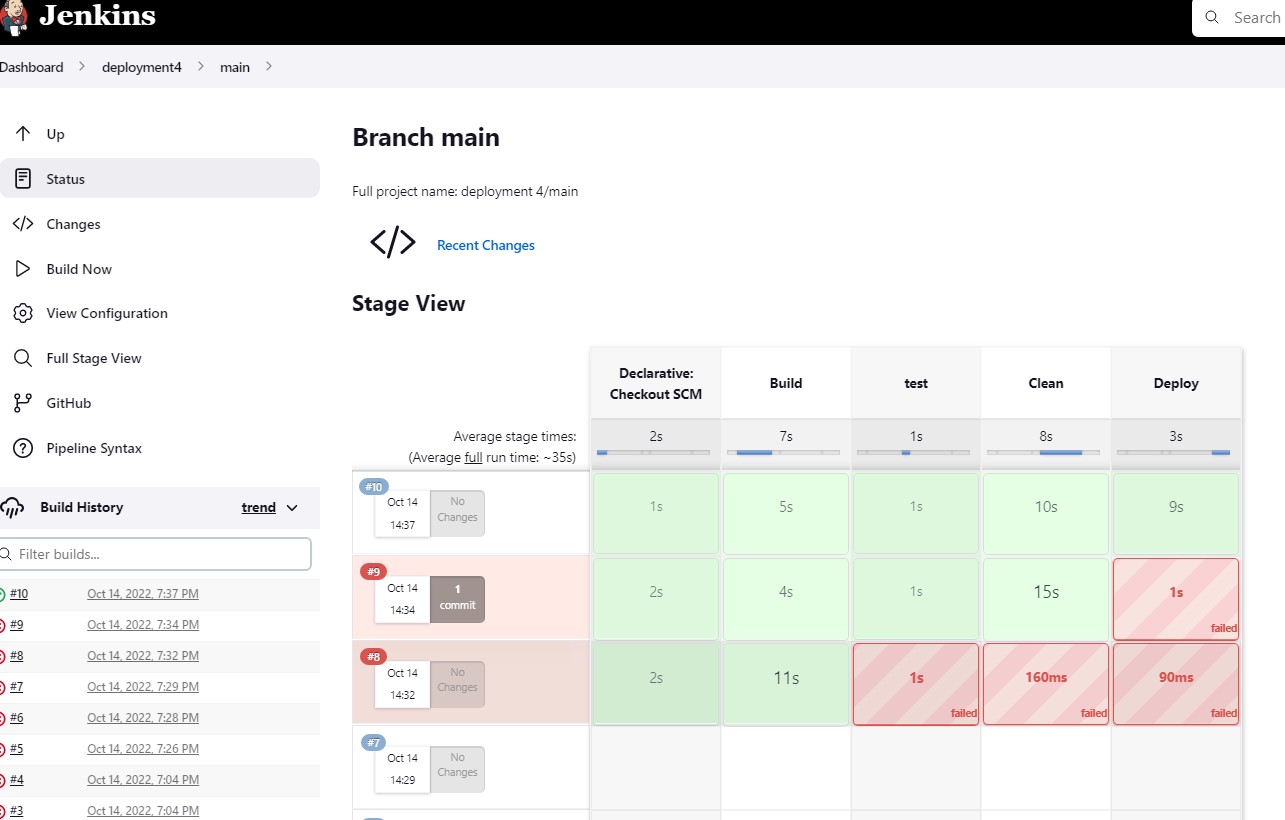 Jenkins
Search
Dashboard > deployment4 > main >
Up
Status
Changes
Build Now
View Configuration
Full Stage View
GitHub
Pipeline Syntax
Build History
trend
Filter builds...
#10 Oct 14, 2022, 7:37 PM
#9 Oct 14, 2022, 7:34 PM
#8 Oct 14, 2022, 7:32 PM
#7 Oct 14, 2022, 7:29 PM
#6 Oct 14, 2022, 7:28 PM
#5 Oct 14, 2022, 7:26 PM
#4 Oct 14, 2022, 7:04 PM
#3 Oct 14, 2022, 7:04 PM
Branch main
Full project name: deployment 4/main
</> Recent Changes
Stage View
Declarative:
Checkout SCM
Build
test
Clean
Deploy
Average stage times:
(Average full run time: ~35s)
2s 7s 1s 8s 3s
#10
Oct 14
14:37
No
Changes
1s 5s 1s 10s 9s
#9
Oct 14
14:34
1
commit
2s 4s 1s 15s 1s
failed
#8
Oct 14
14:32
No
Changes
2s 11s 1s 160ms 90ms
failed failed failed
#7
Oct 14
14:29
No
Changes